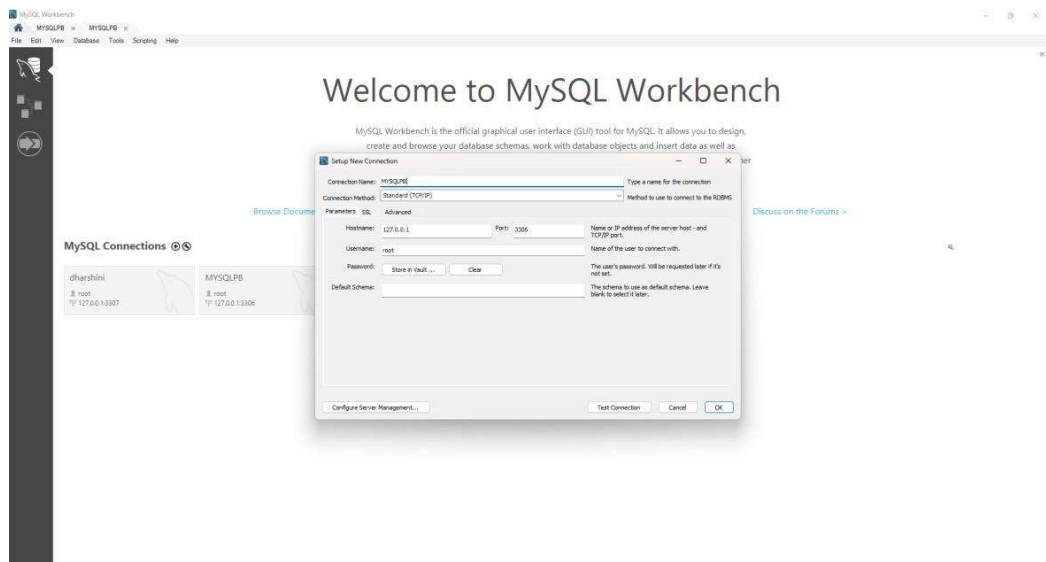 MySQL Workbench
MYSQLPB × MYSQLPB ×
File Edit View Database Tools Scripting Help
Welcome to MySQL Workbench
MySQL Workbench is the official graphical user interface (GUI) tool for MySQL. It allows you to design,
create and browse your database schemas, work with database objects and insert data as well as
Setup New Connection
Connection Name: MYSQLPB Type a name for the connection
Connection Method: Standard (TCP/IP) Method to use to connect to the RDBMS
Browse Docume
Discuss on the Forums >
Parameters SSL Advanced
Hostname: 127.0.0.1 Port: 3306 Name or IP address of the server host - and
TCP/IP port.
Username: root Name of the user to connect with.
Password: Store in Vault ... Clear The user's password. Will be requested later if it's
not set.
Default Schema: The schema to use as default schema. Leave
blank to select it later.
MySQL Connections
dharshini
root
127.0.0.1:3307
MYSQLPB
root
127.0.0.1:3306
Configure Server Management... Test Connection Cancel OK